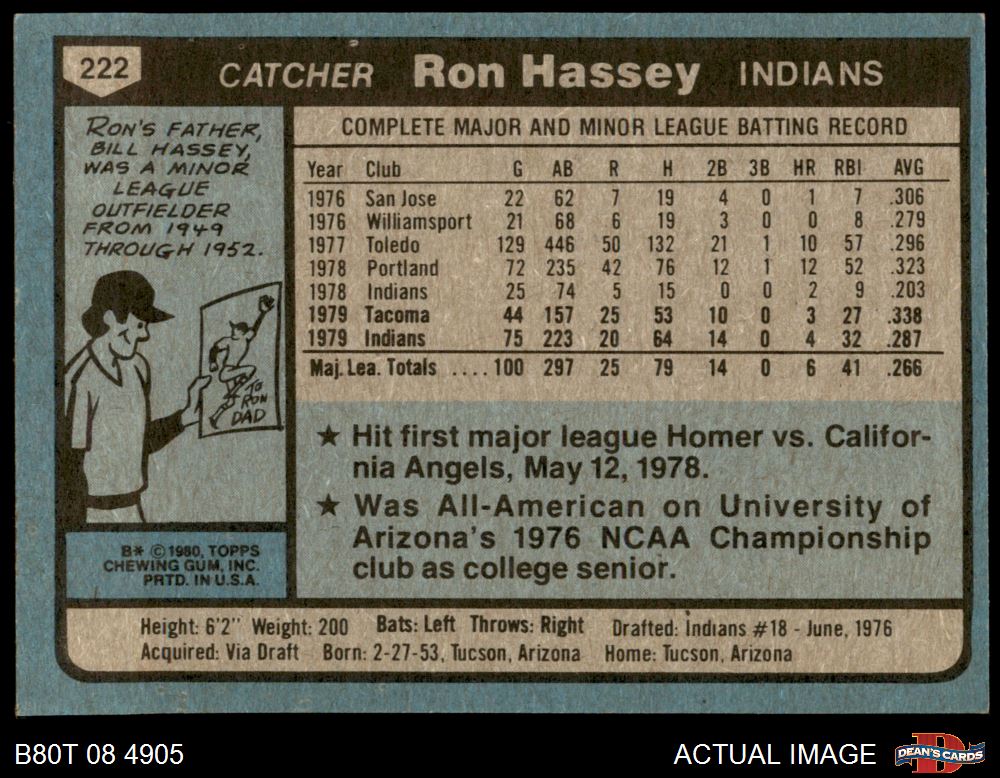 222 CATCHER Ron Hassey INDIANS
RON'S FATHER,
BILL HASSEY,
WAS A MINOR
LEAGUE
OUTFIELDER
FROM 1949
THROUGH 1952.
TO
RON
DAD
B* © 1980, TOPPS
CHEWING GUM, INC.
PRTD. IN U.S.A.
COMPLETE MAJOR AND MINOR LEAGUE BATTING RECORD
Year Club G AB R H 2B 3B HR RBI AVG
1976 San Jose 22 62 7 19 4 0 1 7 .306
1976 Williamsport 21 68 6 19 3 0 0 8 .279
1977 Toledo 129 446 50 132 21 1 10 57 .296
1978 Portland 72 235 42 76 12 1 12 52 .323
1978 Indians 25 74 5 15 0 0 2 9 .203
1979 Tacoma 44 157 25 53 10 0 3 27 .338
1979 Indians 75 223 20 64 14 0 4 32 .287
Maj. Lea. Totals .... 100 297 25 79 14 0 6 41 .266
★ Hit first major league Homer vs. Califor-
nia Angels, May 12, 1978.
★ Was All-American on University of
Arizona's 1976 NCAA Championship
club as college senior.
Height: 6'2" Weight: 200 Bats: Left Throws: Right Drafted: Indians #18 - June, 1976
Acquired: Via Draft Born: 2-27-53, Tucson, Arizona Home: Tucson, Arizona
B80T 08 4905 ACTUAL IMAGE DEAN'S CARDS